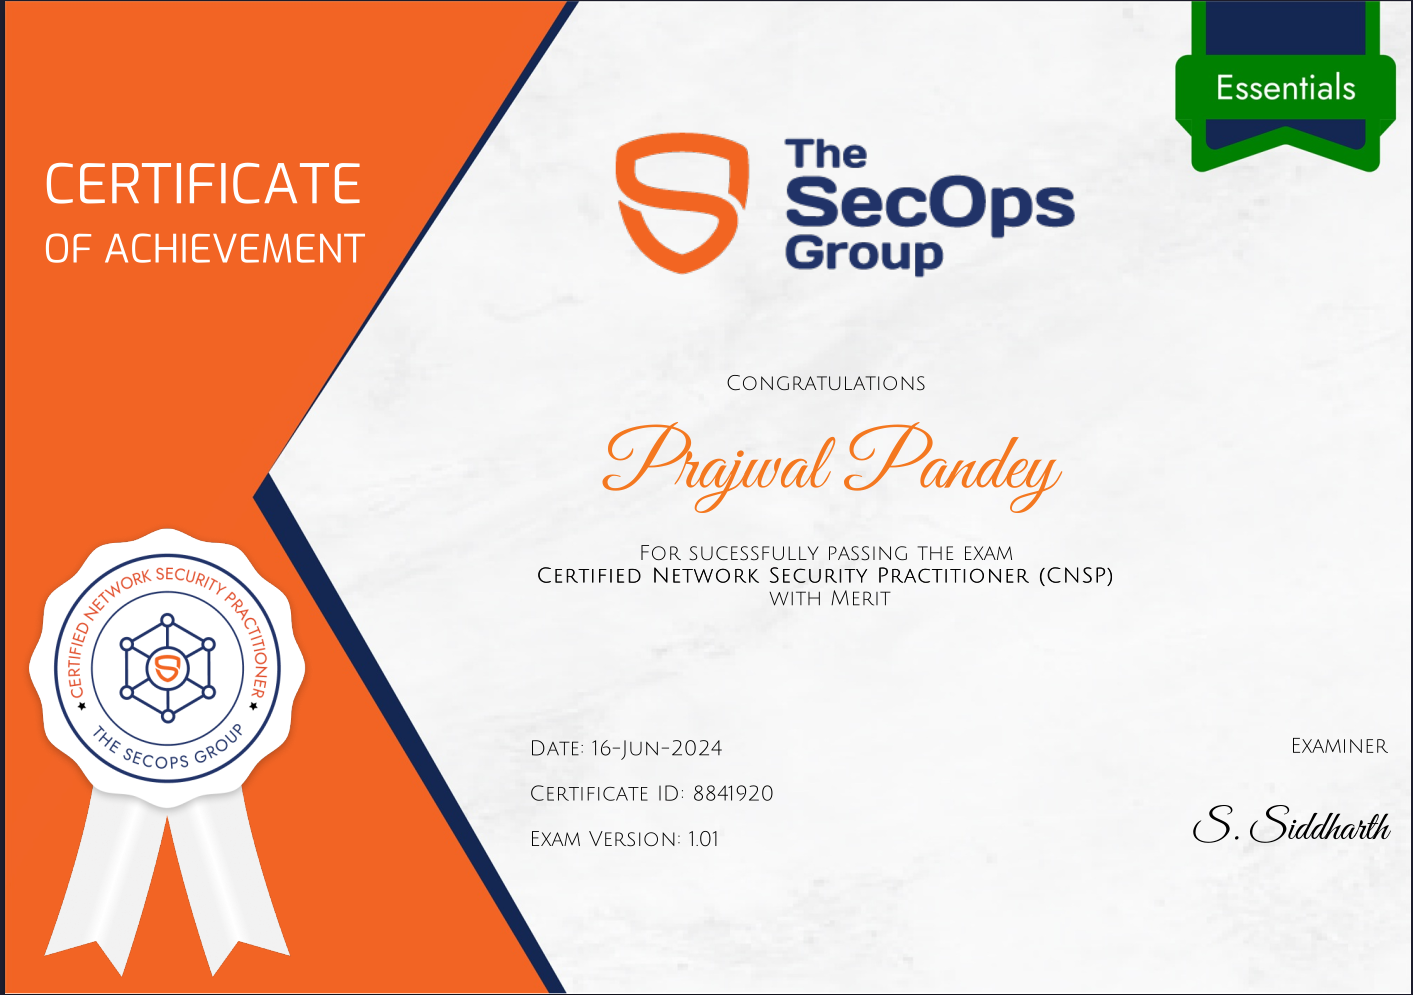 CERTIFICATE
OF ACHIEVEMENT
Essentials
The
SecOps
Group
CONGRATULATIONS
Prajwal Pandey
FOR SUCESSFULLY PASSING THE EXAM
CERTIFIED NETWORK SECURITY PRACTITIONER (CNSP)
WITH MERIT
CERTIFIED NETWORK SECURITY PRACTITIONER
THE SECOPS GROUP
DATE: 16-JUN-2024
CERTIFICATE ID: 8841920
EXAM VERSION: 1.01
EXAMINER
S. Siddharth